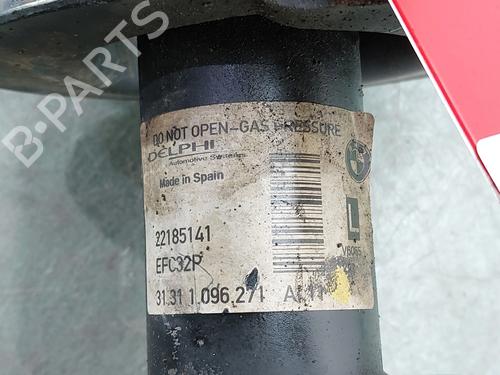 DO NOT OPEN-GAS PRESSURE
DELPHI
Automotive Systems
Made in Spain
22185141
EFC32P
L
31.31 1.096.271
B-PARTS